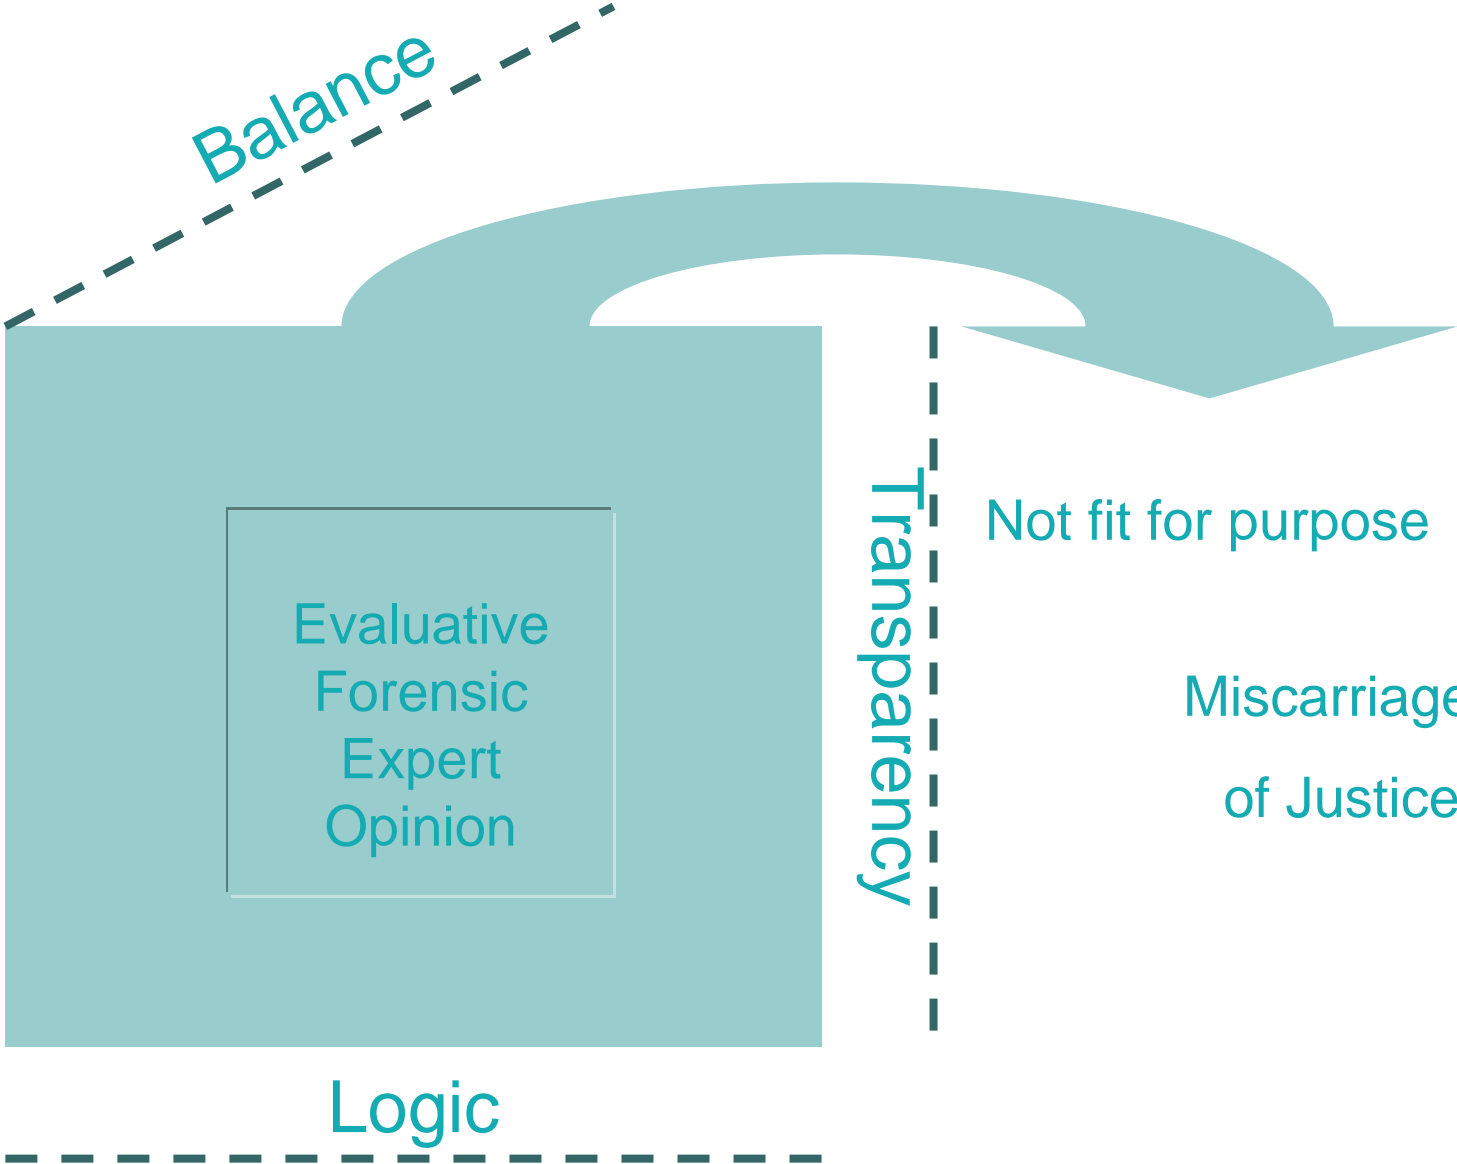 Balance
Transparency
Not fit for purpose
Evaluative
Forensic
Expert
Opinion
Miscarriage
of Justice
Logic